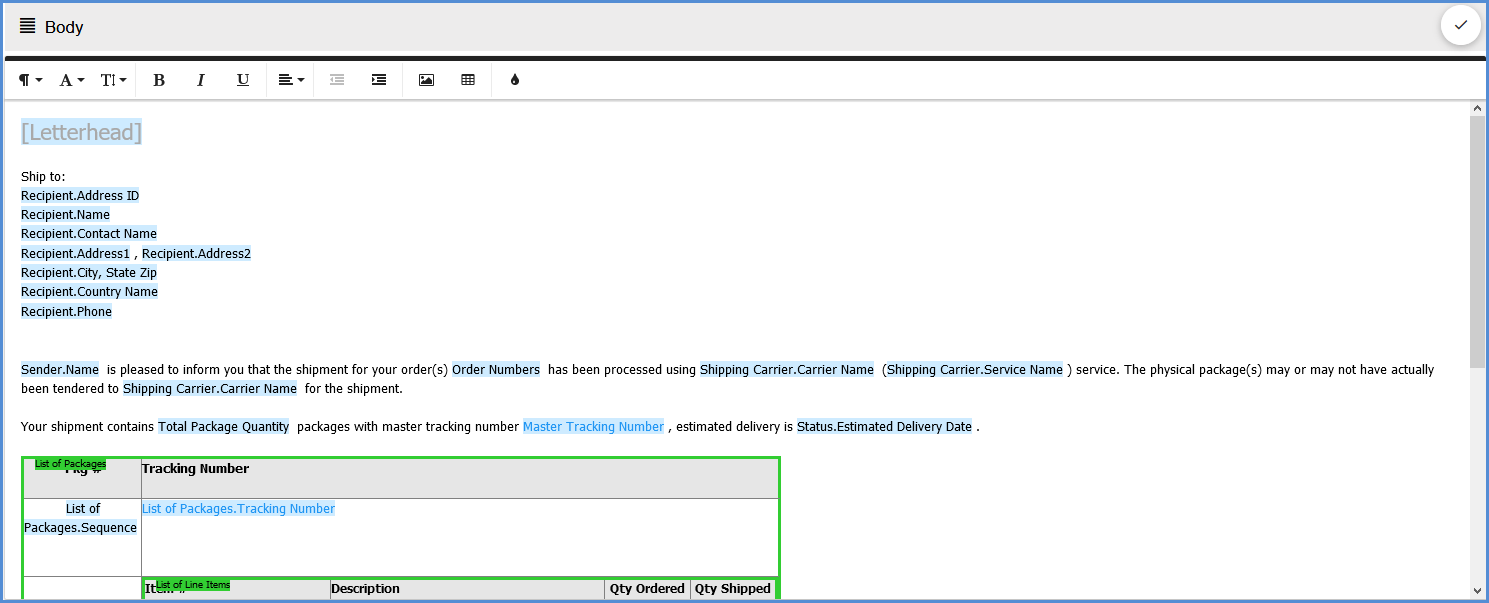 Body
A T B I U
[Letterhead]
Ship to:
Recipient.Address ID
Recipient.Name
Recipient.Contact Name
Recipient.Address1 , Recipient.Address2
Recipient.City, State Zip
Recipient.Country Name
Recipient.Phone
Sender.Name is pleased to inform you that the shipment for your order(s) Order Numbers has been processed using Shipping Carrier.Carrier Name (Shipping Carrier.Service Name ) service. The physical package(s) may or may not have actually
been tendered to Shipping Carrier.Carrier Name for the shipment.
Your shipment contains Total Package Quantity packages with master tracking number Master Tracking Number , estimated delivery is Status.Estimated Delivery Date .
List of Packages
Tracking Number
List of
Packages.Sequence
List of Packages.Tracking Number
List of Line Items
Description Qty Ordered Qty Shipped